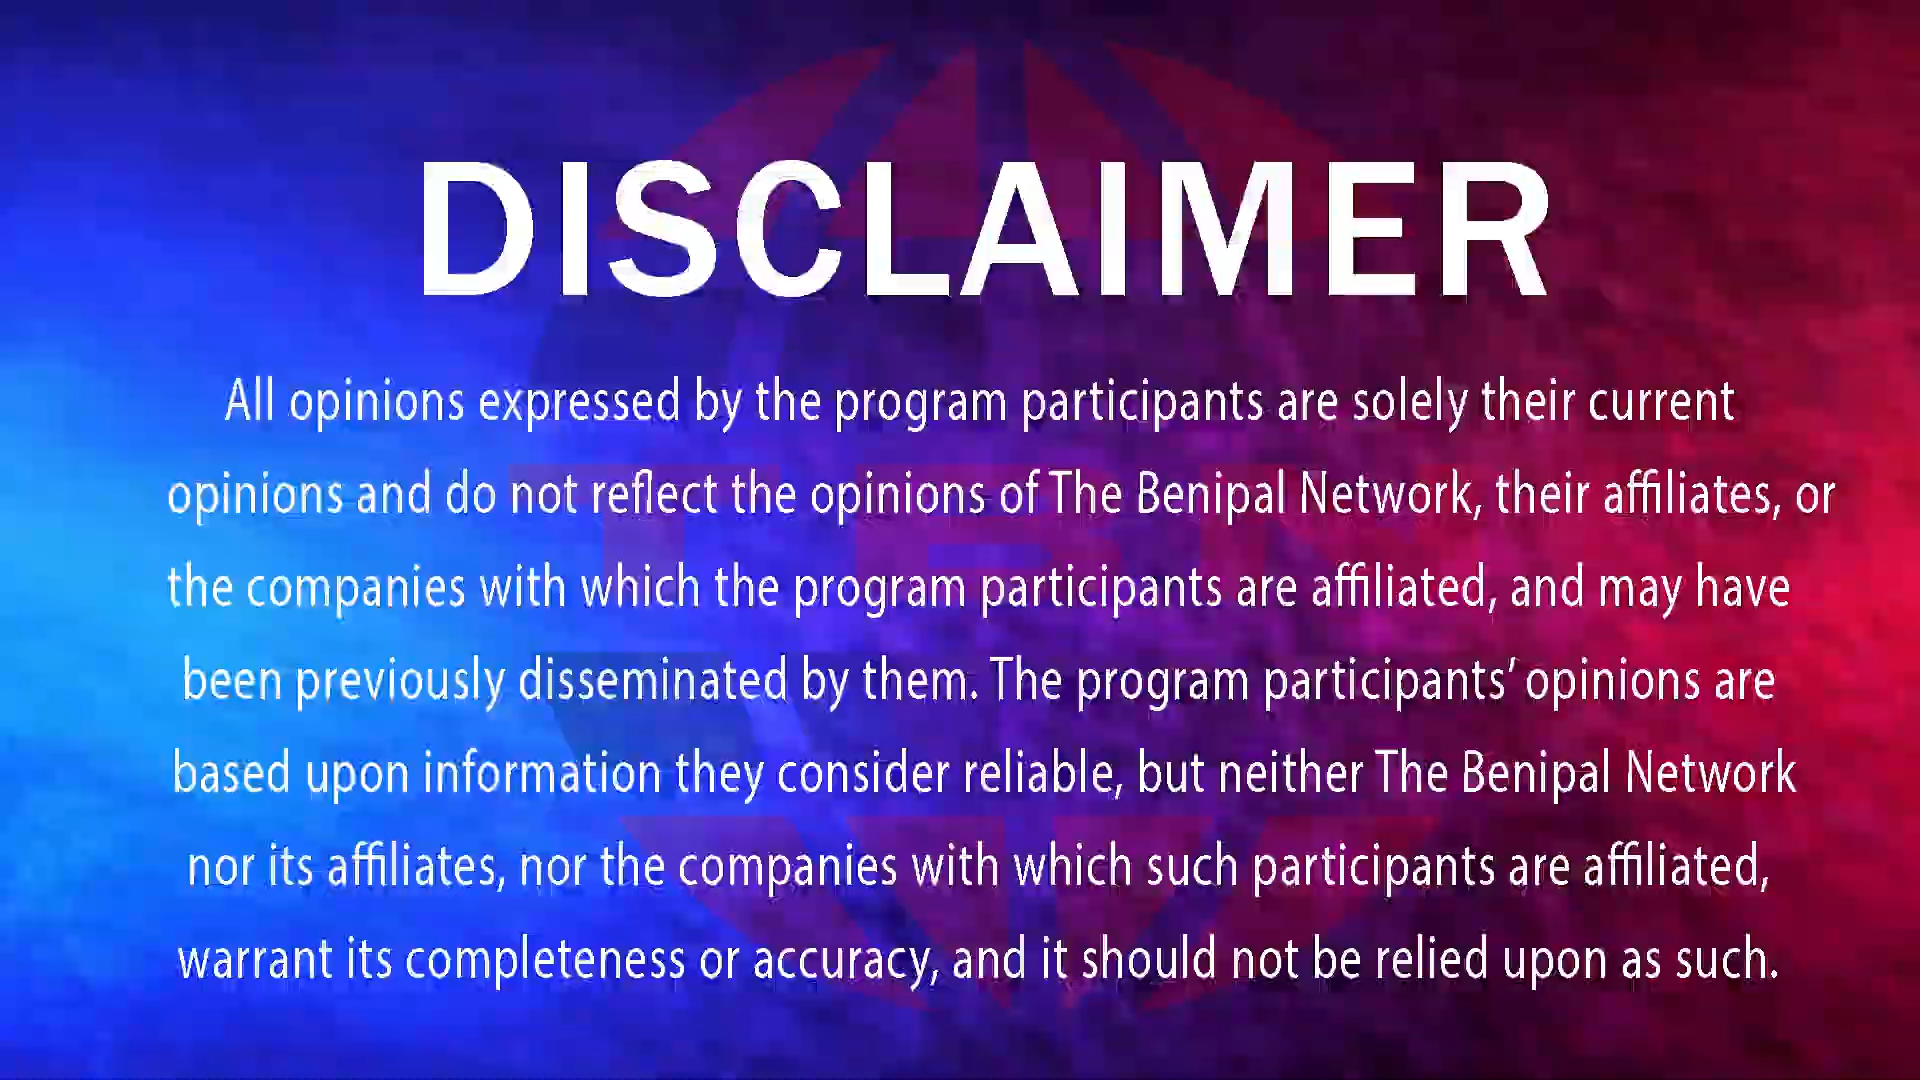 DISCLAIMER
All opinions expressed by the program participants are solely their current
opinions and do not reflect the opinions of The Benipal Network, their affiliates, or
the companies with which the program participants are affiliated, and may have
been previously disseminated by them. The program participants’ opinions are
based upon information they consider reliable, but neither The Benipal Network
nor its affiliates, nor the companies with which such participants are affiliated,
warrant its completeness or accuracy, and it should not be relied upon as such.